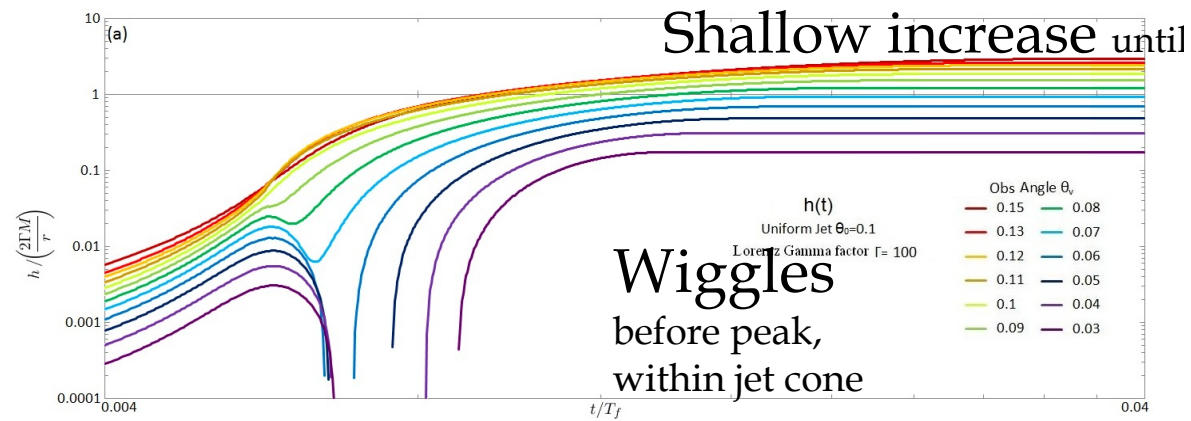 10
(a)
Shallow increase until
1
0.1
0.01
0.001
0.0001
h/(2ΓM/r)
h(t)
Uniform Jet θ₀=0.1
Lorentz Gamma factor Γ= 100
Wiggles
before peak,
within jet cone
Obs Angle θᵥ
0.15 0.08
0.13 0.07
0.12 0.06
0.11 0.05
0.1 0.04
0.09 0.03
0.004
t/T_f
0.04